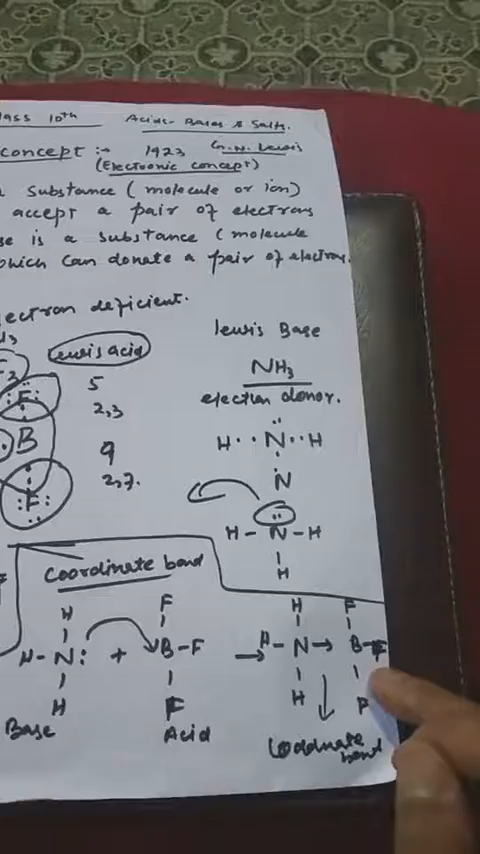 ass 10th Acids Bases & Salts.
concept :- 1923 G.N. Lewis
(Electronic concept)
substance (molecule or ion)
accept a pair of electrons
se is a substance (molecule
which can donate a pair of electron.
ectron deficient.
lewis acid
lewis Base
5
2,3
NH3
electron donor.
:F:
B
9
2,7.
:F:
H··N··H
N
H-N-H
H
Coordinate bond
H F H F
H-N: + B-F → H-N→ B-F
H F H F
Base Acid
Coordinate
bond